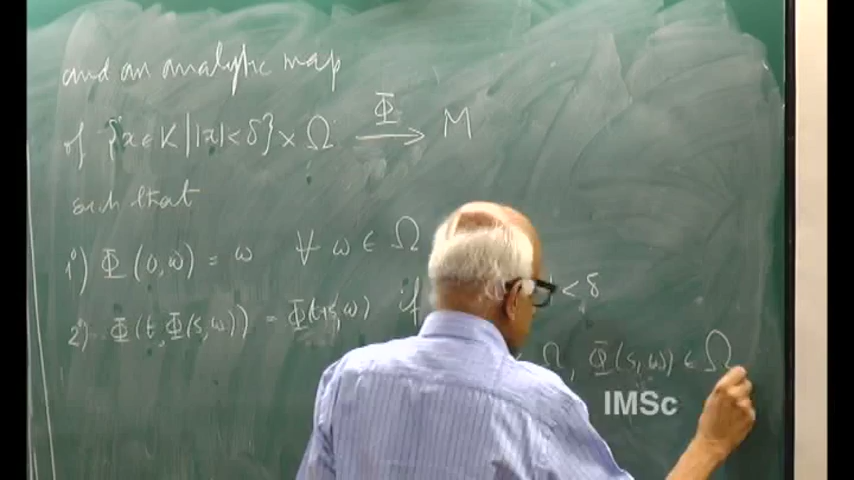 and an analytic map
of {x ∈ K | |x| < δ} × Ω —Φ→ M
such that
1) Φ(0, ω) = ω ∀ ω ∈ Ω
2) Φ(t, Φ(s, ω)) = Φ(t+s, ω) if < δ
Ω, Φ(s, ω) ∈ Ω
IMSc